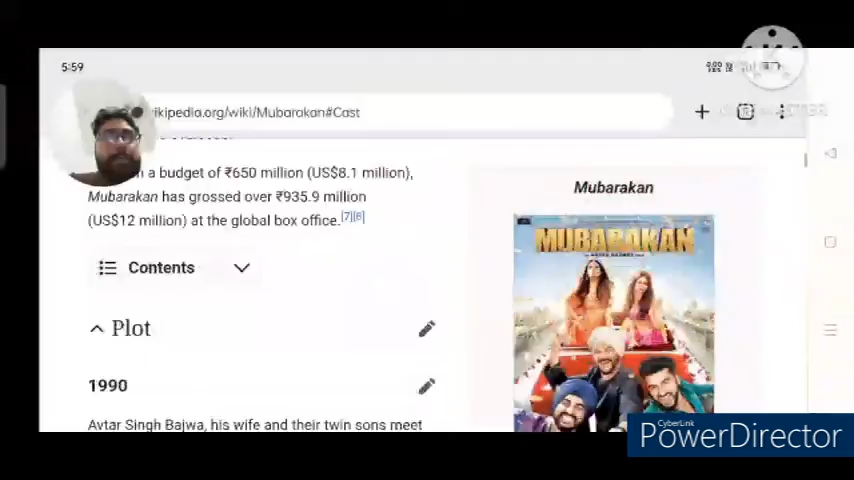 5:59
ikipedia.org/wiki/Mubarakan#Cast
n a budget of ₹650 million (US$8.1 million),
Mubarakan has grossed over ₹935.9 million
(US$12 million) at the global box office.[7][8]
Contents
Plot
1990
Avtar Singh Bajwa, his wife and their twin sons meet
Mubarakan
MUBARAKAN
CyberLink
PowerDirector